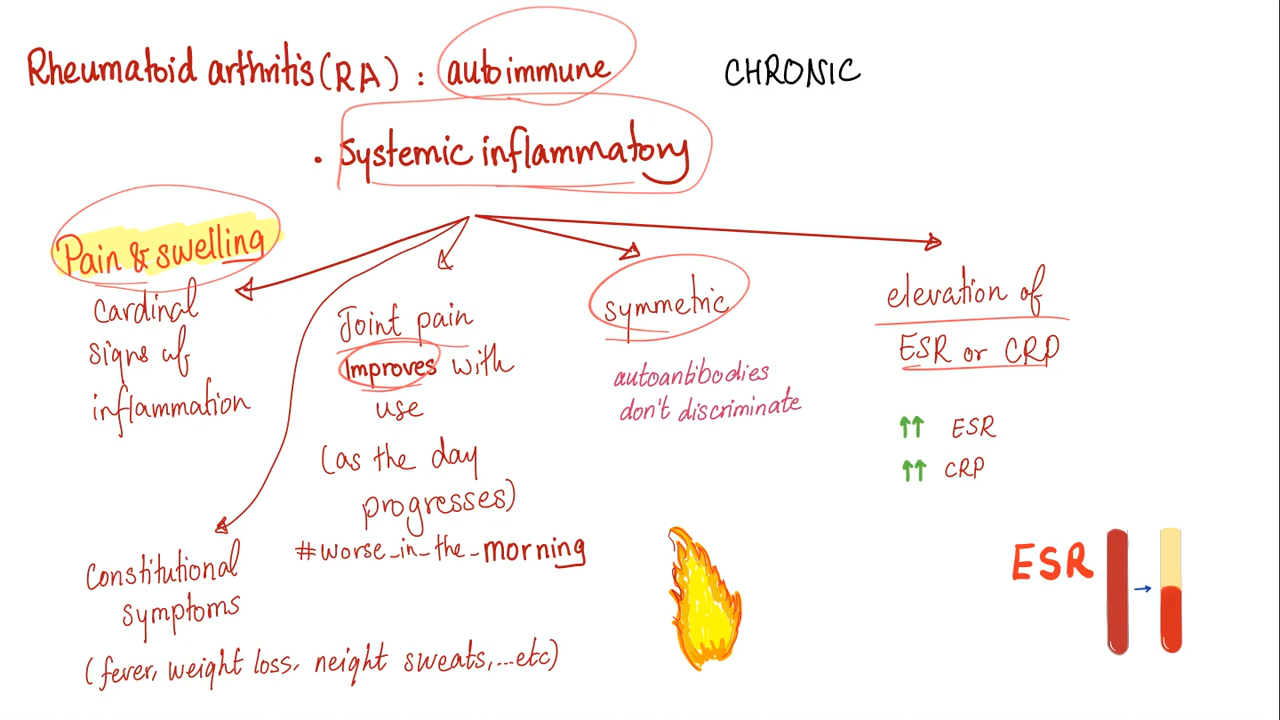 Rheumatoid arthritis (RA) : autoimmune
CHRONIC
. Systemic inflammatory
Pain & swelling
Cardinal
signs of
inflammation
Joint pain
Improves with
use
(as the day
progresses)
#worse_in_the_morning
symmetric
autoantibodies
don't discriminate
elevation of
ESR or CRP
↑↑ ESR
↑↑ CRP
Constitutional
symptoms
(fever, weight loss, neight sweats,...etc)
ESR